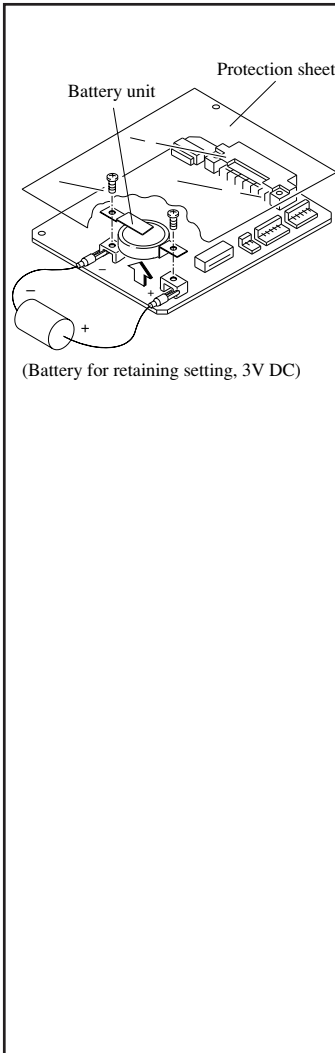 Protection sheet
Battery unit
–
+
–
+
(Battery for retaining setting, 3V DC)